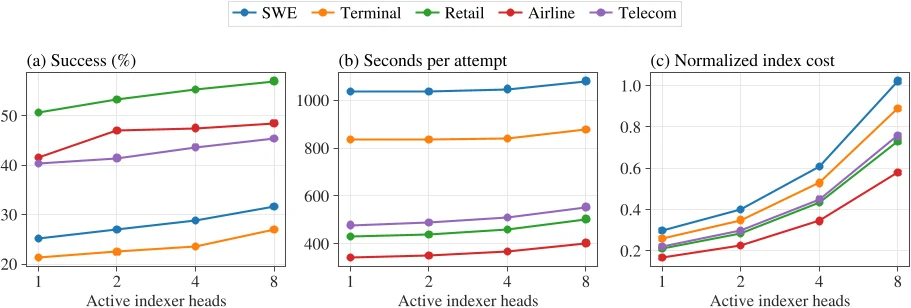 SWE Terminal Retail Airline Telecom
(a) Success (%)
50
40
30
20
1 2 4 8
Active indexer heads
(b) Seconds per attempt
1000
800
600
400
1 2 4 8
Active indexer heads
(c) Normalized index cost
1.0
0.8
0.6
0.4
0.2
1 2 4 8
Active indexer heads